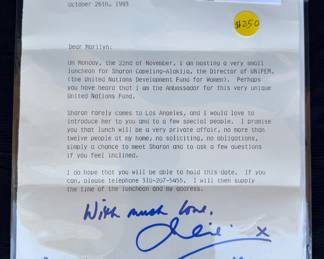 October 26th, 1993
$250
Dear Marilyn:
On Monday, the 22nd of November, I am hosting a very small
luncheon for Sharon Capeling-Alakija, the Director of UNIFEM,
(the United Nations Development Fund for Women). Perhaps
you have heard that I am the Ambassador for this very unique
United Nations Fund.
Sharon rarely comes to Los Angeles, and I would love to
introduce her to you and to a few special people. I promise
you that lunch will be a very private affair, no more than
twelve people at my home, no soliciting, no obligations,
simply a chance to meet Sharon and to ask a few questions
if you feel inclined.
I do hope that you will be able to hold this date. If you
can, please telephone 310-207-5455. I will then supply
the time of the luncheon and my address.
With much love,
x